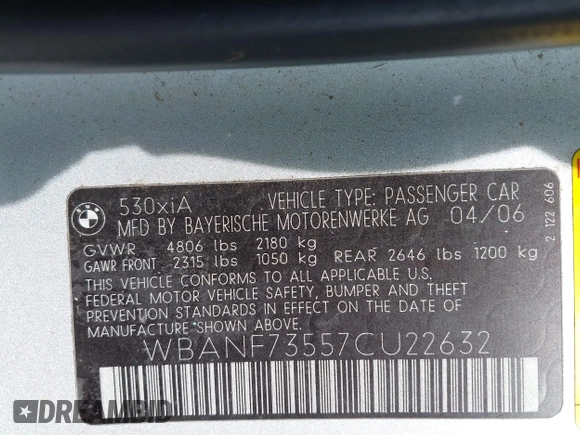 BMW
530xiA VEHICLE TYPE: PASSENGER CAR
MFD BY BAYERISCHE MOTORENWERKE AG 04/06
GVWR 4806 lbs 2180 kg
GAWR FRONT 2315 lbs 1050 kg REAR 2646 lbs 1200 kg
THIS VEHICLE CONFORMS TO ALL APPLICABLE U.S.
FEDERAL MOTOR VEHICLE SAFETY, BUMPER AND THEFT
PREVENTION STANDARDS IN EFFECT ON THE DATE OF
MANUFACTURE SHOWN ABOVE.
WBANF73557CU22632
2 122 606
DREAMBID